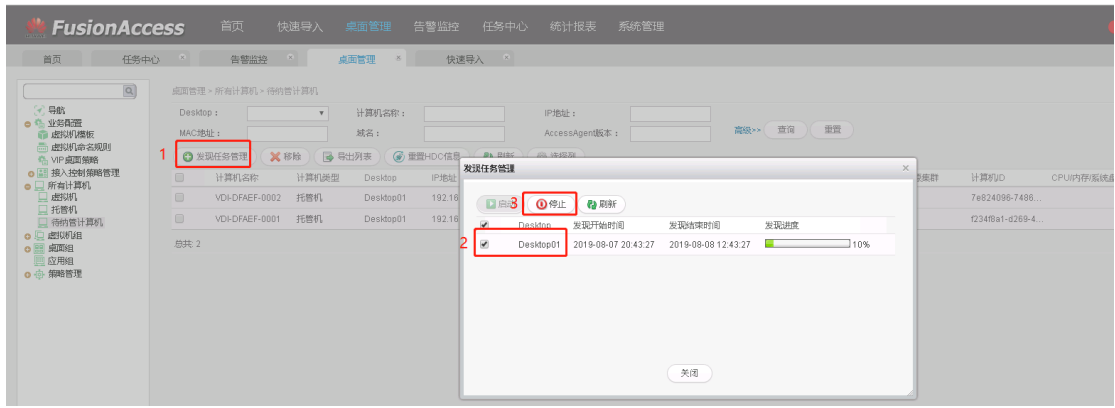 FusionAccess 首页 快速导入 桌面管理 告警监控 任务中心 统计报表 系统管理
首页 任务中心 告警监控 桌面管理 快速导入
桌面管理 > 所有计算机 > 待纳管计算机
导航
业务配置
虚拟机模板
虚拟机命名规则
VIP桌面策略
接入控制策略管理
所有计算机
虚拟机
托管机
待纳管计算机
虚拟机组
桌面组
应用组
策略管理
Desktop： 计算机名称： IP地址：
MAC地址： 域名： AccessAgent版本： 高级>> 查询 重置
1 发现任务管理 移除 导出列表 重置HDC信息 刷新 选择列
计算机名称 计算机类型 Desktop IP地址 计算机ID CPU/内存/系统
VDI-DFAEF-0002 托管机 Desktop01 192.16 7e824096-7486...
VDI-DFAEF-0001 托管机 Desktop01 192.16 f234f8a1-d269-4...
总共: 2
发现任务管理
3 停止 刷新
Desktop 发现开始时间 发现结束时间 发现进度
2 Desktop01 2019-08-07 20:43:27 2019-08-08 12:43:27 10%
关闭